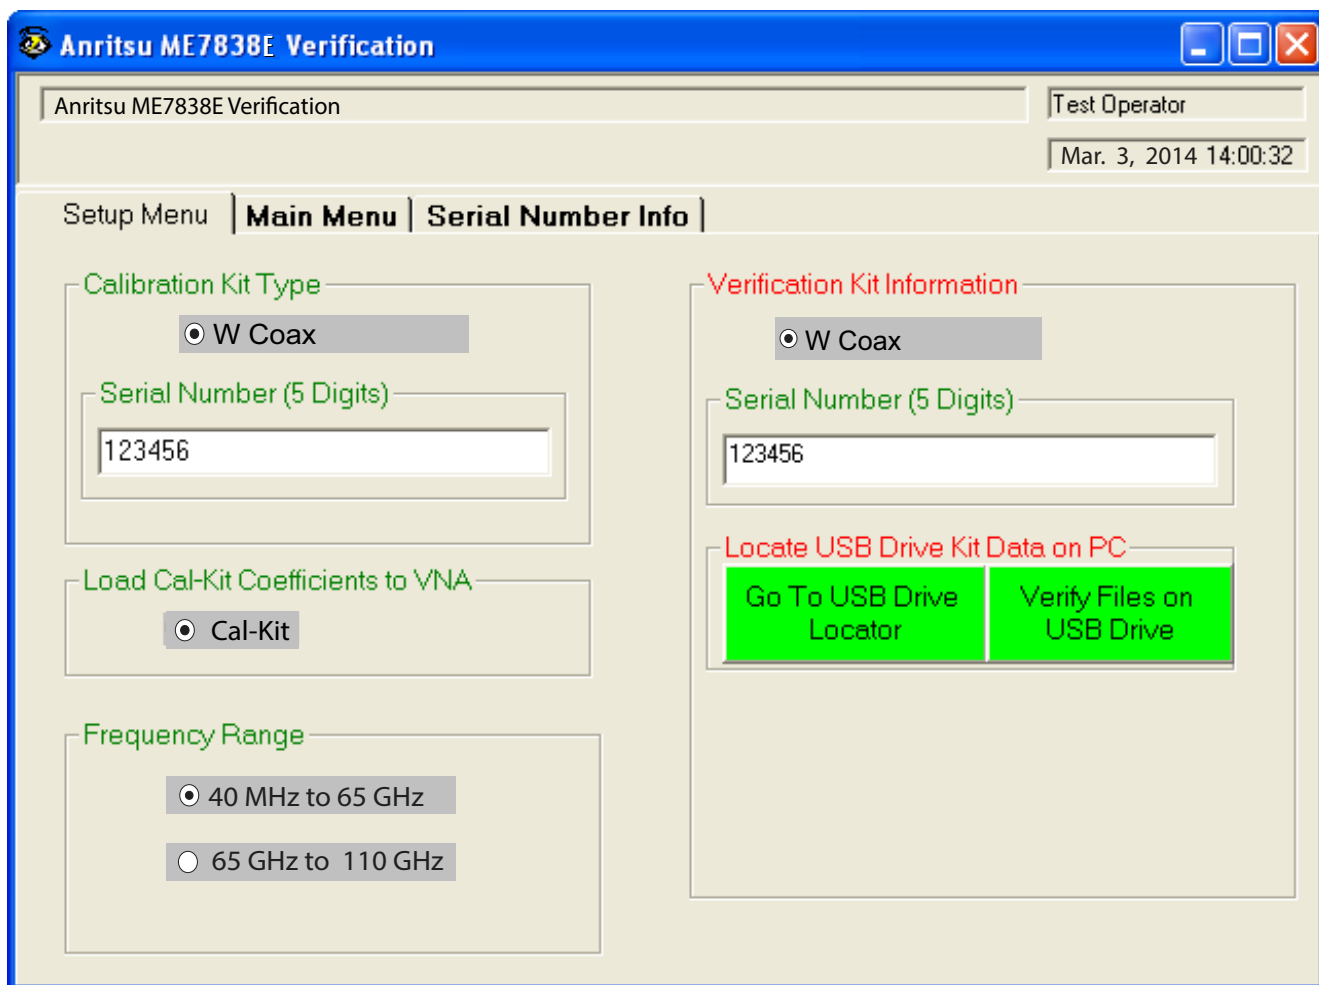 Anritsu ME7838E Verification
Anritsu ME7838E Verification
Test Operator
Mar. 3, 2014 14:00:32
Setup Menu
Main Menu
Serial Number Info
Calibration Kit Type
W Coax
Serial Number (5 Digits)
123456
Load Cal-Kit Coefficients to VNA
Cal-Kit
Frequency Range
40 MHz to 65 GHz
65 GHz to 110 GHz
Verification Kit Information
W Coax
Serial Number (5 Digits)
123456
Locate USB Drive Kit Data on PC
Go To USB Drive
Locator
Verify Files on
USB Drive